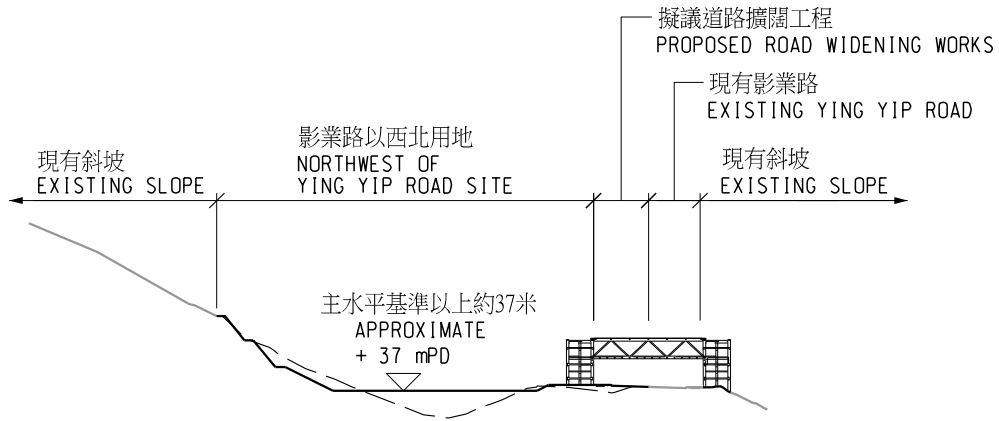 擬議道路擴闊工程
PROPOSED ROAD WIDENING WORKS
現有影業路
EXISTING YING YIP ROAD
影業路以西北用地
NORTHWEST OF
YING YIP ROAD SITE
現有斜坡
EXISTING SLOPE
現有斜坡
EXISTING SLOPE
主水平基準以上約37米
APPROXIMATE
+ 37 mPD